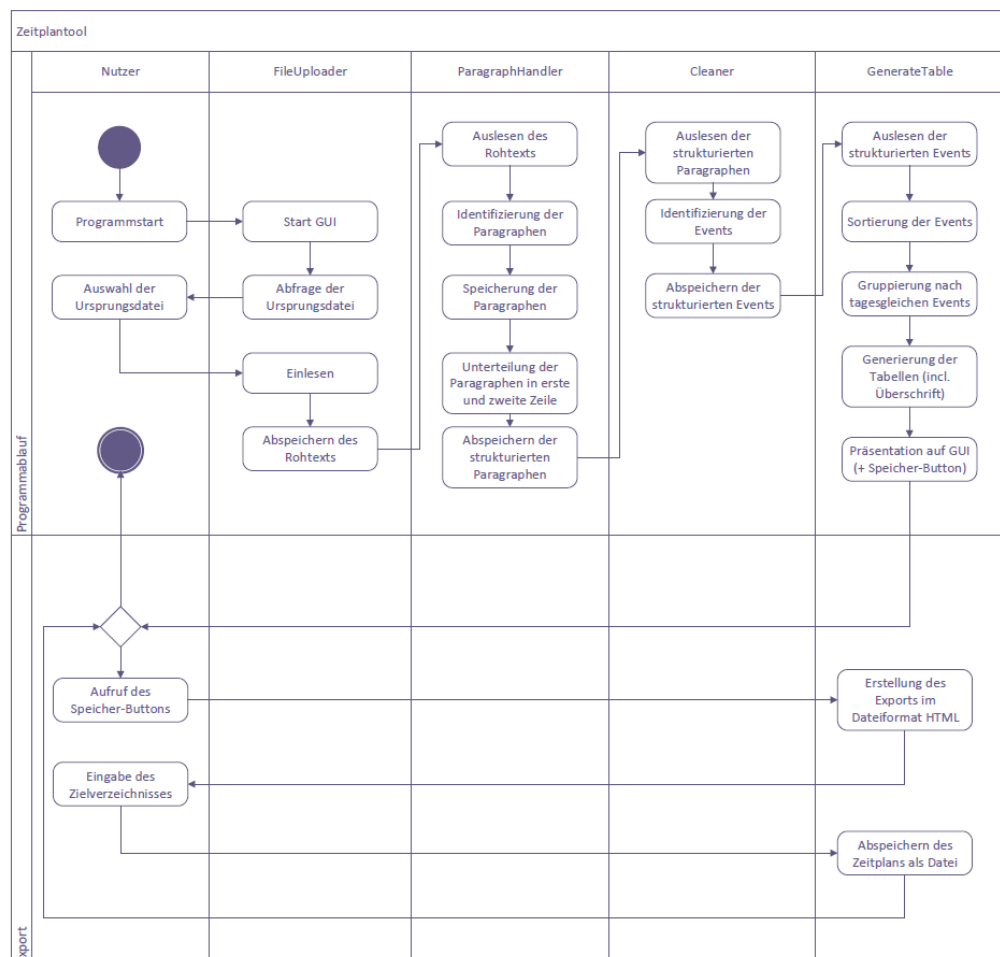 Zeitplantool
Nutzer
FileUploader
ParagraphHandler
Cleaner
GenerateTable
Programmablauf
Programmstart
Start GUI
Abfrage der
Ursprungsdatei
Auswahl der
Ursprungsdatei
Einlesen
Abspeichern des
Rohtexts
Auslesen des
Rohtexts
Identifizierung der
Paragraphen
Speicherung der
Paragraphen
Unterteilung der
Paragraphen in erste
und zweite Zeile
Abspeichern der
strukturierten
Paragraphen
Auslesen der
strukturierten
Paragraphen
Identifizierung der
Events
Abspeichern der
strukturierten Events
Auslesen der
strukturierten Events
Sortierung der Events
Gruppierung nach
tagesgleichen Events
Generierung der
Tabellen (incl.
Überschrift)
Präsentation auf GUI
(+ Speicher-Button)
xport
Aufruf des
Speicher-Buttons
Erstellung des
Exports im
Dateiformat HTML
Eingabe des
Zielverzeichnisses
Abspeichern des
Zeitplans als Datei